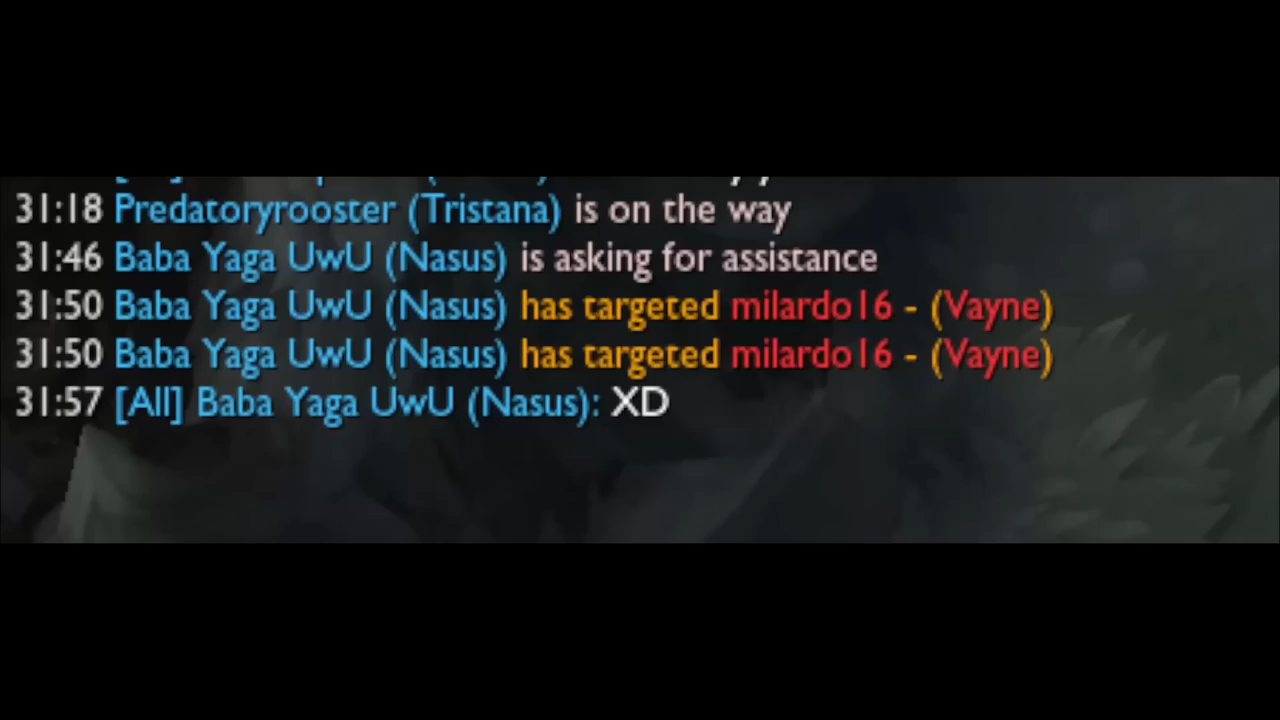 31:18 Predatoryrooster (Tristana) is on the way
31:46 Baba Yaga UwU (Nasus) is asking for assistance
31:50 Baba Yaga UwU (Nasus) has targeted milardo16 - (Vayne)
31:50 Baba Yaga UwU (Nasus) has targeted milardo16 - (Vayne)
31:57 [All] Baba Yaga UwU (Nasus): XD